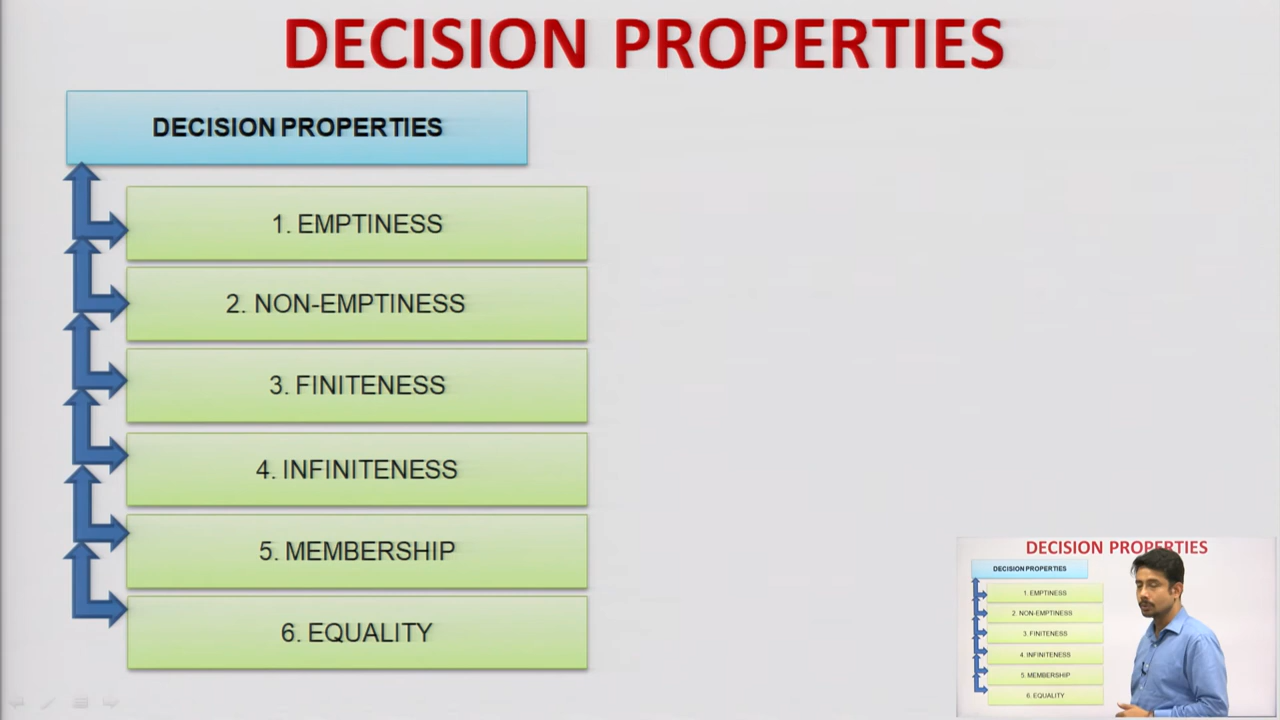 DECISION PROPERTIES
DECISION PROPERTIES
1. EMPTINESS
2. NON-EMPTINESS
3. FINITENESS
4. INFINITENESS
5. MEMBERSHIP
6. EQUALITY
DECISION PROPERTIES
DECISION PROPERTIES
1. EMPTINESS
2. NON-EMPTINESS
3. FINITENESS
4. INFINITENESS
5. MEMBERSHIP
6. EQUALITY